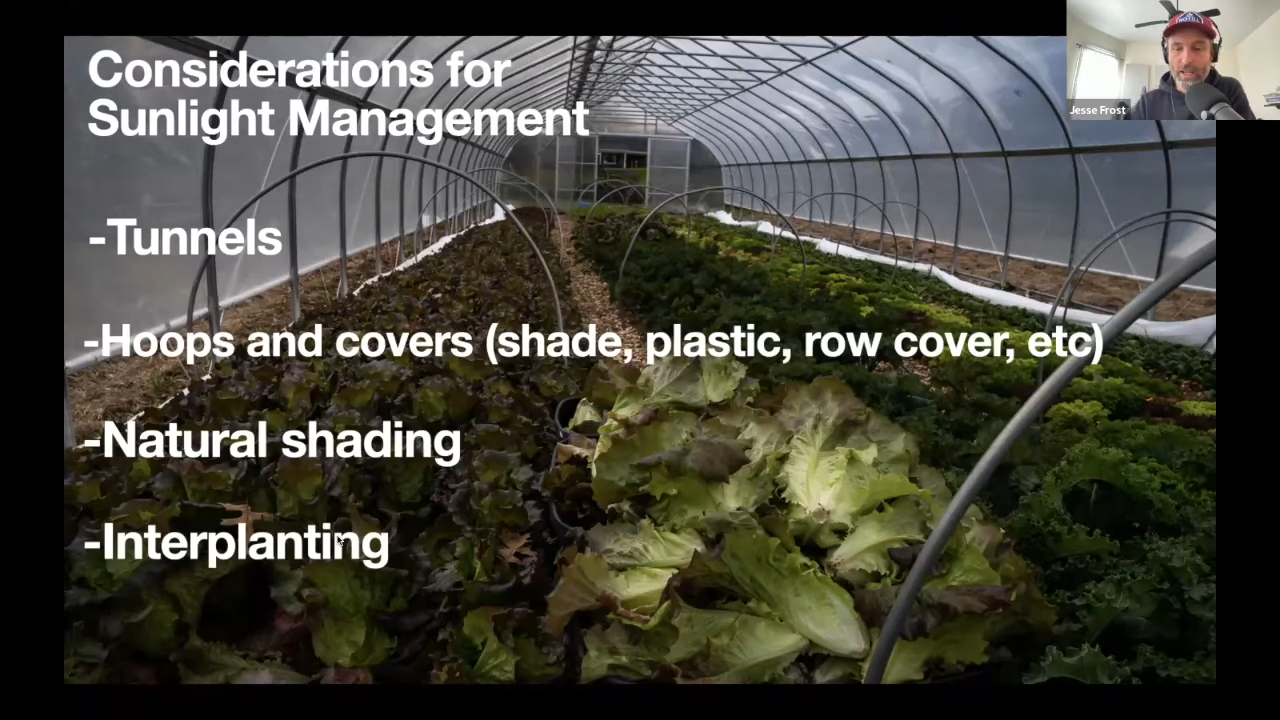 Considerations for
Sunlight Management
-Tunnels
-Hoops and covers (shade, plastic, row cover, etc)
-Natural shading
-Interplanting
Jesse Frost